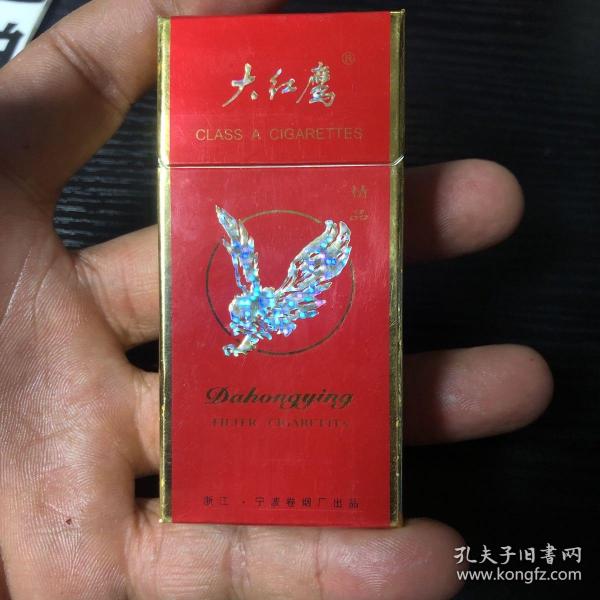 大红鹰®
CLASS A CIGARETTES
精品
Dahongying
FILTER CIGARETTES
浙江·宁波卷烟厂出品
孔夫子旧書网
www.kongfz.com